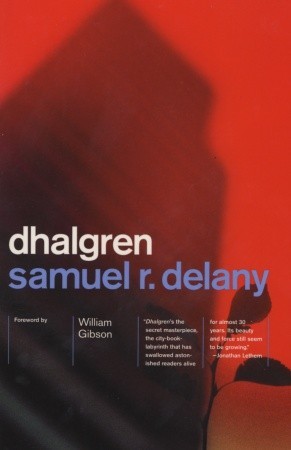 dhalgren
samuel r. delany
Foreword by
William
Gibson
"Dhalgren's the
secret masterpiece,
the city-book-
labyrinth that has
swallowed aston-
ished readers alive
for almost 30
years. Its beauty
and force still seem
to be growing."
—Jonathan Lethem